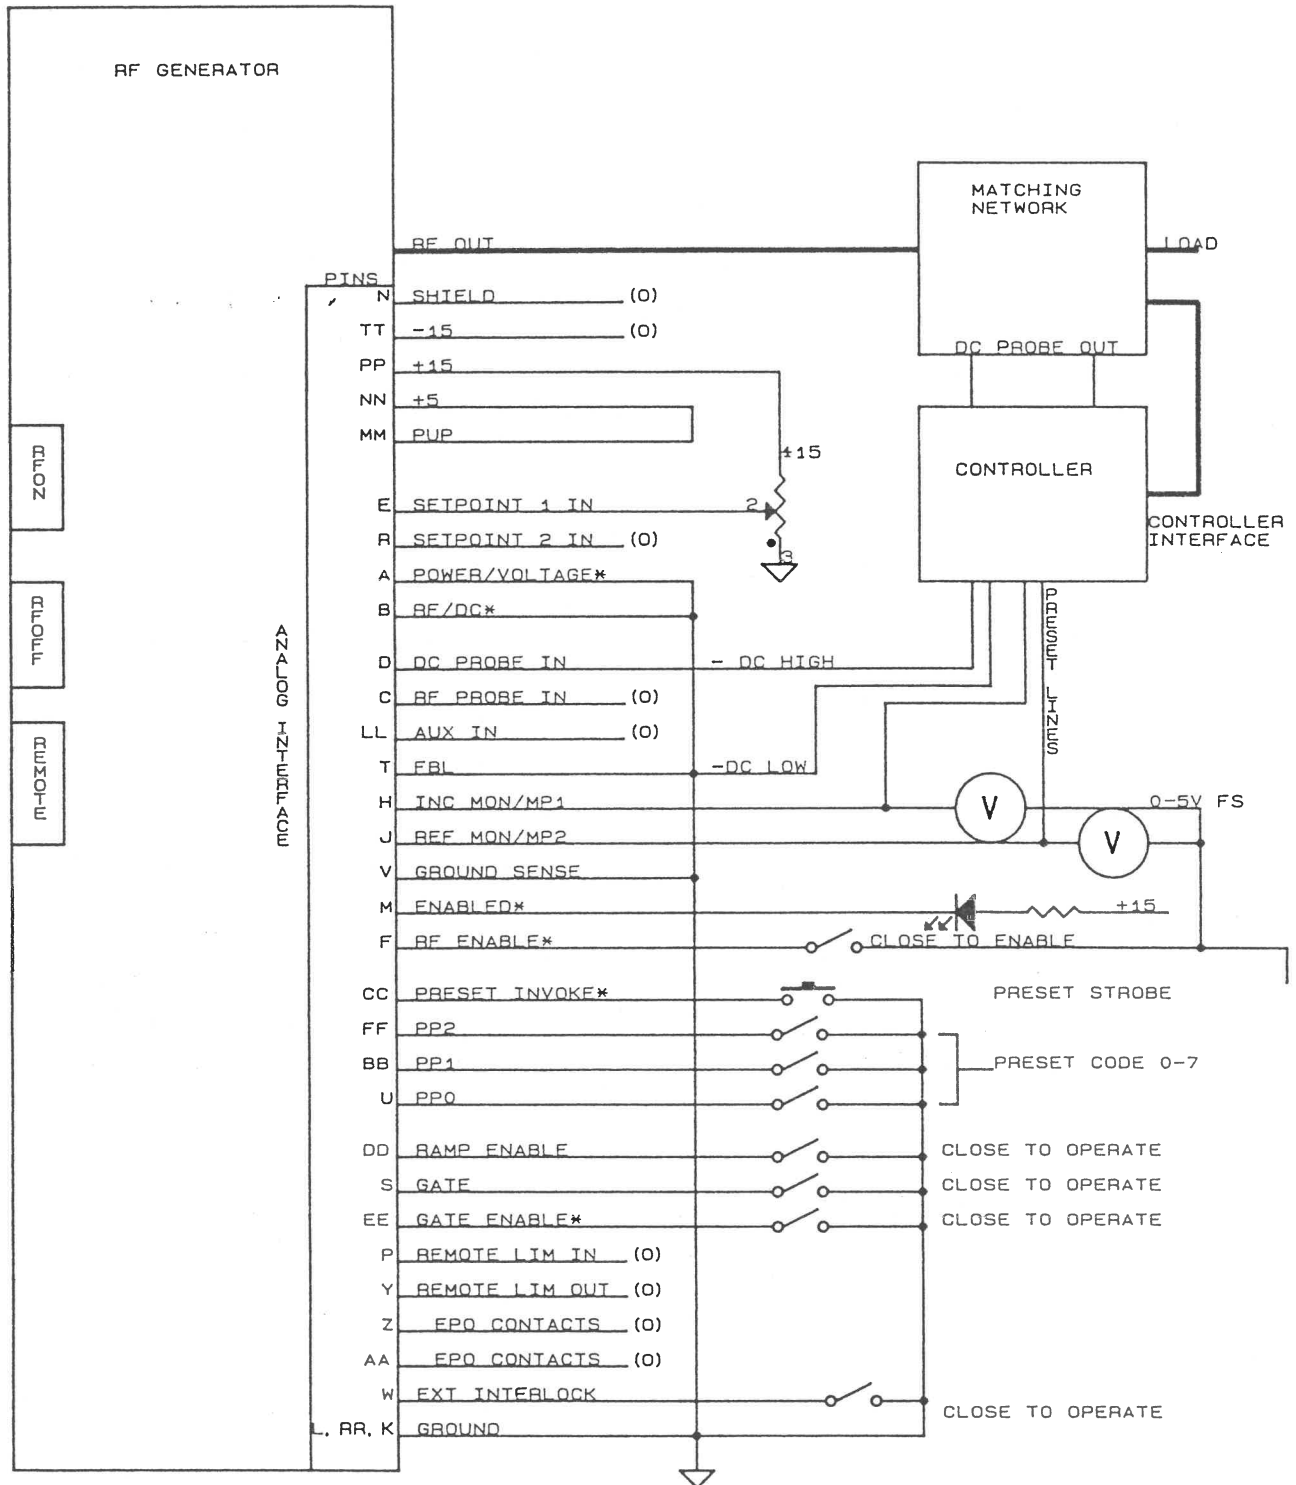 RF GENERATOR
MATCHING
NETWORK
RF OUT
LOAD
PINS
N SHIELD (O)
TT -15 (O)
DC PROBE OUT
PP +15
NN +5
MM PUP
RFON
+15
CONTROLLER
E SETPOINT 1 IN 2
CONTROLLER
INTERFACE
R SETPOINT 2 IN (O)
3
A POWER/VOLTAGE*
B RF/DC*
RFOFF
ANALOG INTERFACE
PRESET LINES
D DC PROBE IN - DC HIGH
C RF PROBE IN (O)
LL AUX IN (O)
REMOTE
T FBL -DC LOW
H INC MON/MP1 V 0-5V FS
J REF MON/MP2 V
V GROUND SENSE
M ENABLED* +15
F RF ENABLE* CLOSE TO ENABLE
CC PRESET INVOKE* PRESET STROBE
FF PP2
BB PP1 PRESET CODE 0-7
U PP0
DD RAMP ENABLE CLOSE TO OPERATE
S GATE CLOSE TO OPERATE
EE GATE ENABLE* CLOSE TO OPERATE
P REMOTE LIM IN (O)
Y REMOTE LIM OUT (O)
Z EPO CONTACTS (O)
AA EPO CONTACTS (O)
W EXT INTERLOCK
CLOSE TO OPERATE
L, RR, K GROUND